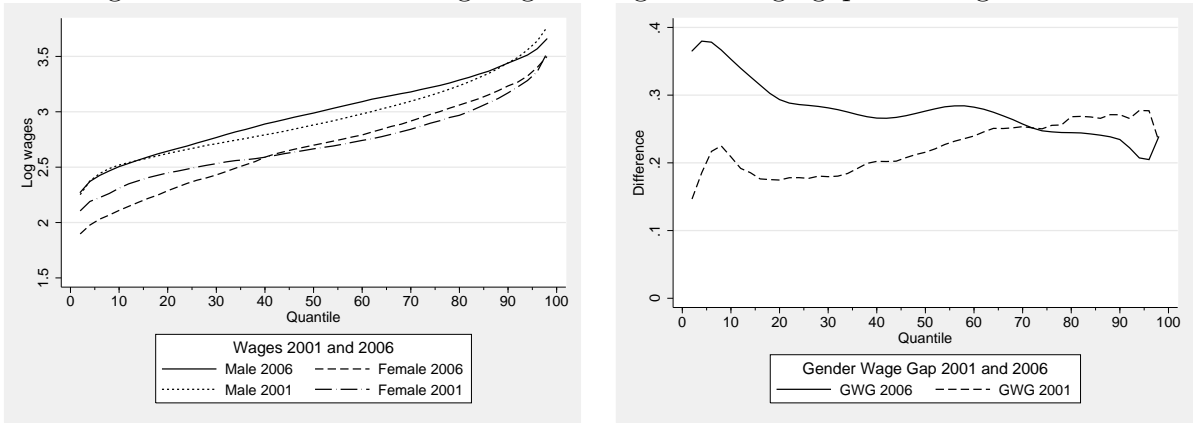 3.5
3
2.5
2
1.5
Log wages
0 10 20 30 40 50 60 70 80 90 100
Quantile
Wages 2001 and 2006
Male 2006 Female 2006
Male 2001 Female 2001
.4
.3
.2
.1
0
Difference
0 10 20 30 40 50 60 70 80 90 100
Quantile
Gender Wage Gap 2001 and 2006
GWG 2006 GWG 2001